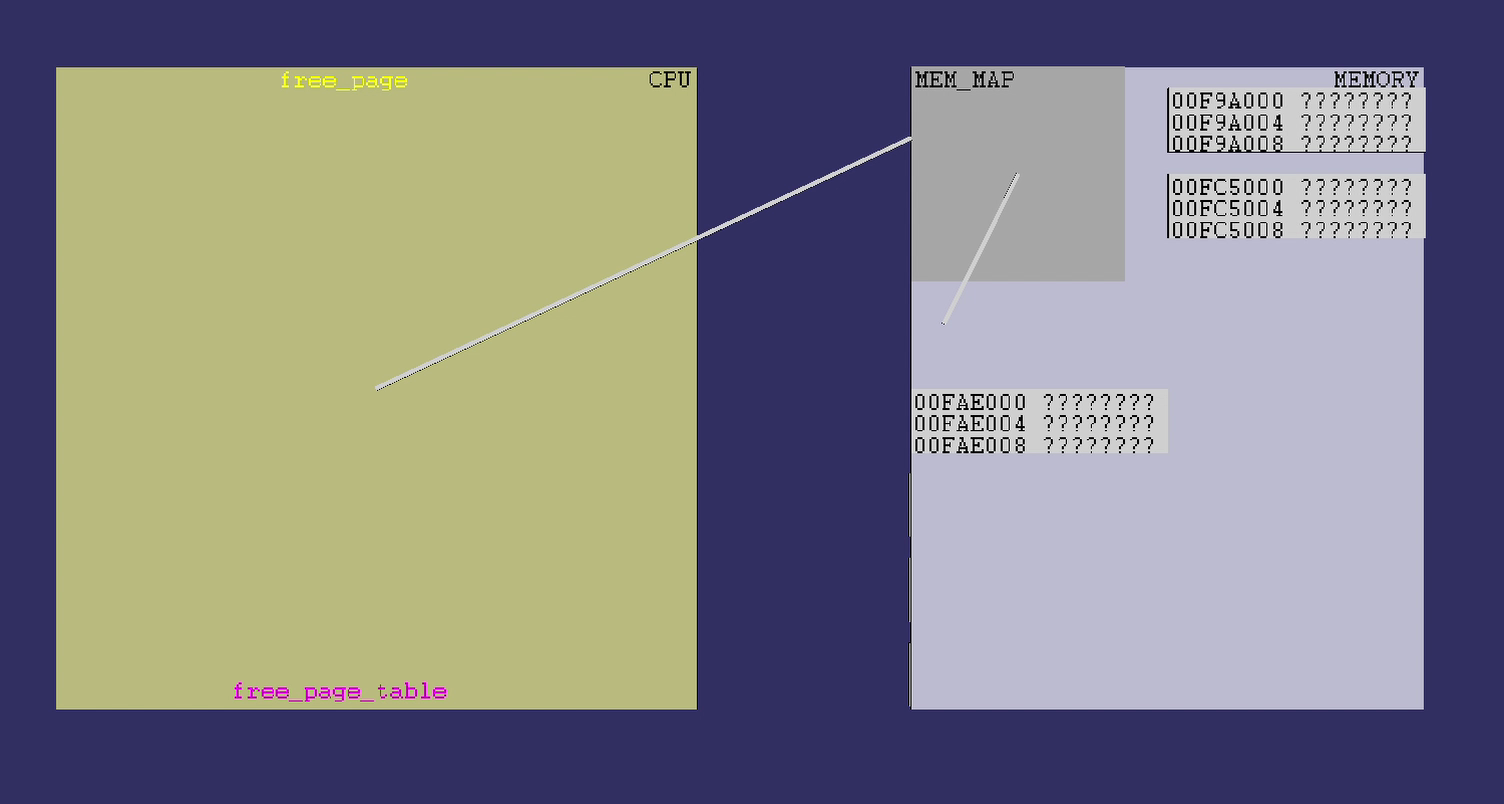 free_page
CPU
MEM_MAP
MEMORY
00F9A000 ????????
00F9A004 ????????
00F9A008 ????????
00FC5000 ????????
00FC5004 ????????
00FC5008 ????????
00FAE000 ????????
00FAE004 ????????
00FAE008 ????????
free_page_table